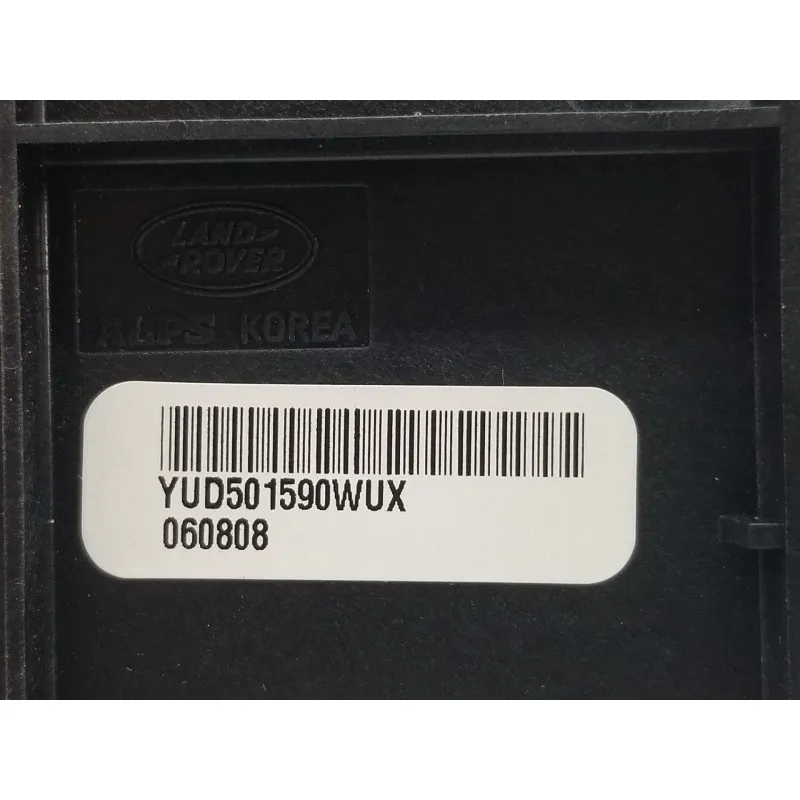 LAND
ROVER
ALPS KOREA
YUD501590WUX
060808